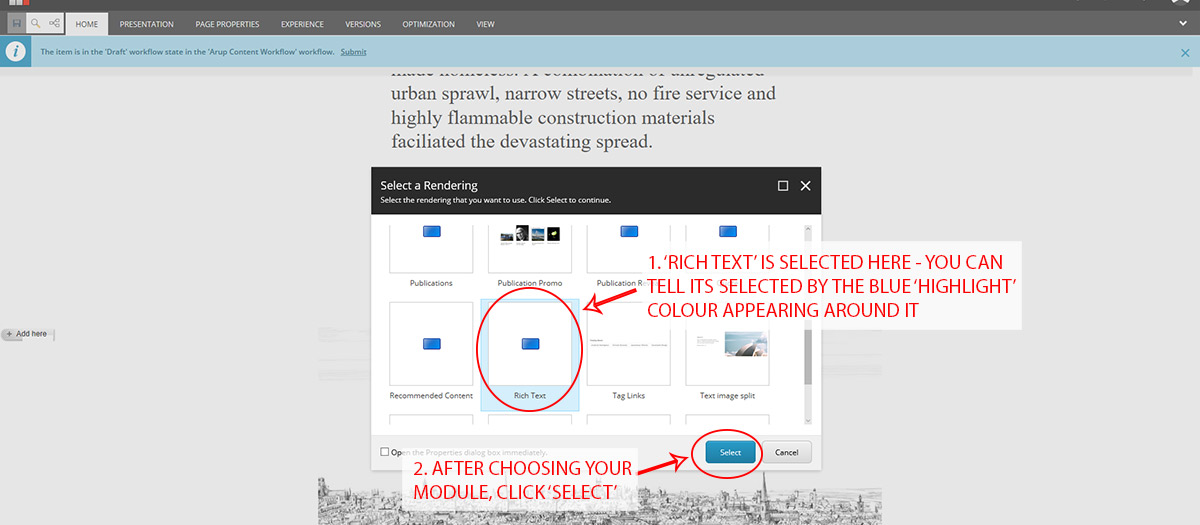 HOME PRESENTATION PAGE PROPERTIES EXPERIENCE VERSIONS OPTIMIZATION VIEW
The item is in the 'Draft' workflow state in the 'Arup Content Workflow' workflow. Submit
urban sprawl, narrow streets, no fire service and
highly flammable construction materials
faciliated the devastating spread.
Select a Rendering
Select the rendering that you want to use. Click Select to continue.
Publications Publication Promo Publication
1. 'RICH TEXT' IS SELECTED HERE - YOU CAN
TELL ITS SELECTED BY THE BLUE 'HIGHLIGHT'
COLOUR APPEARING AROUND IT
+ Add here
Recommended Content Rich Text Tag Links Text image split
Open the Properties dialog box immediately.
Select Cancel
2. AFTER CHOOSING YOUR
MODULE, CLICK 'SELECT'